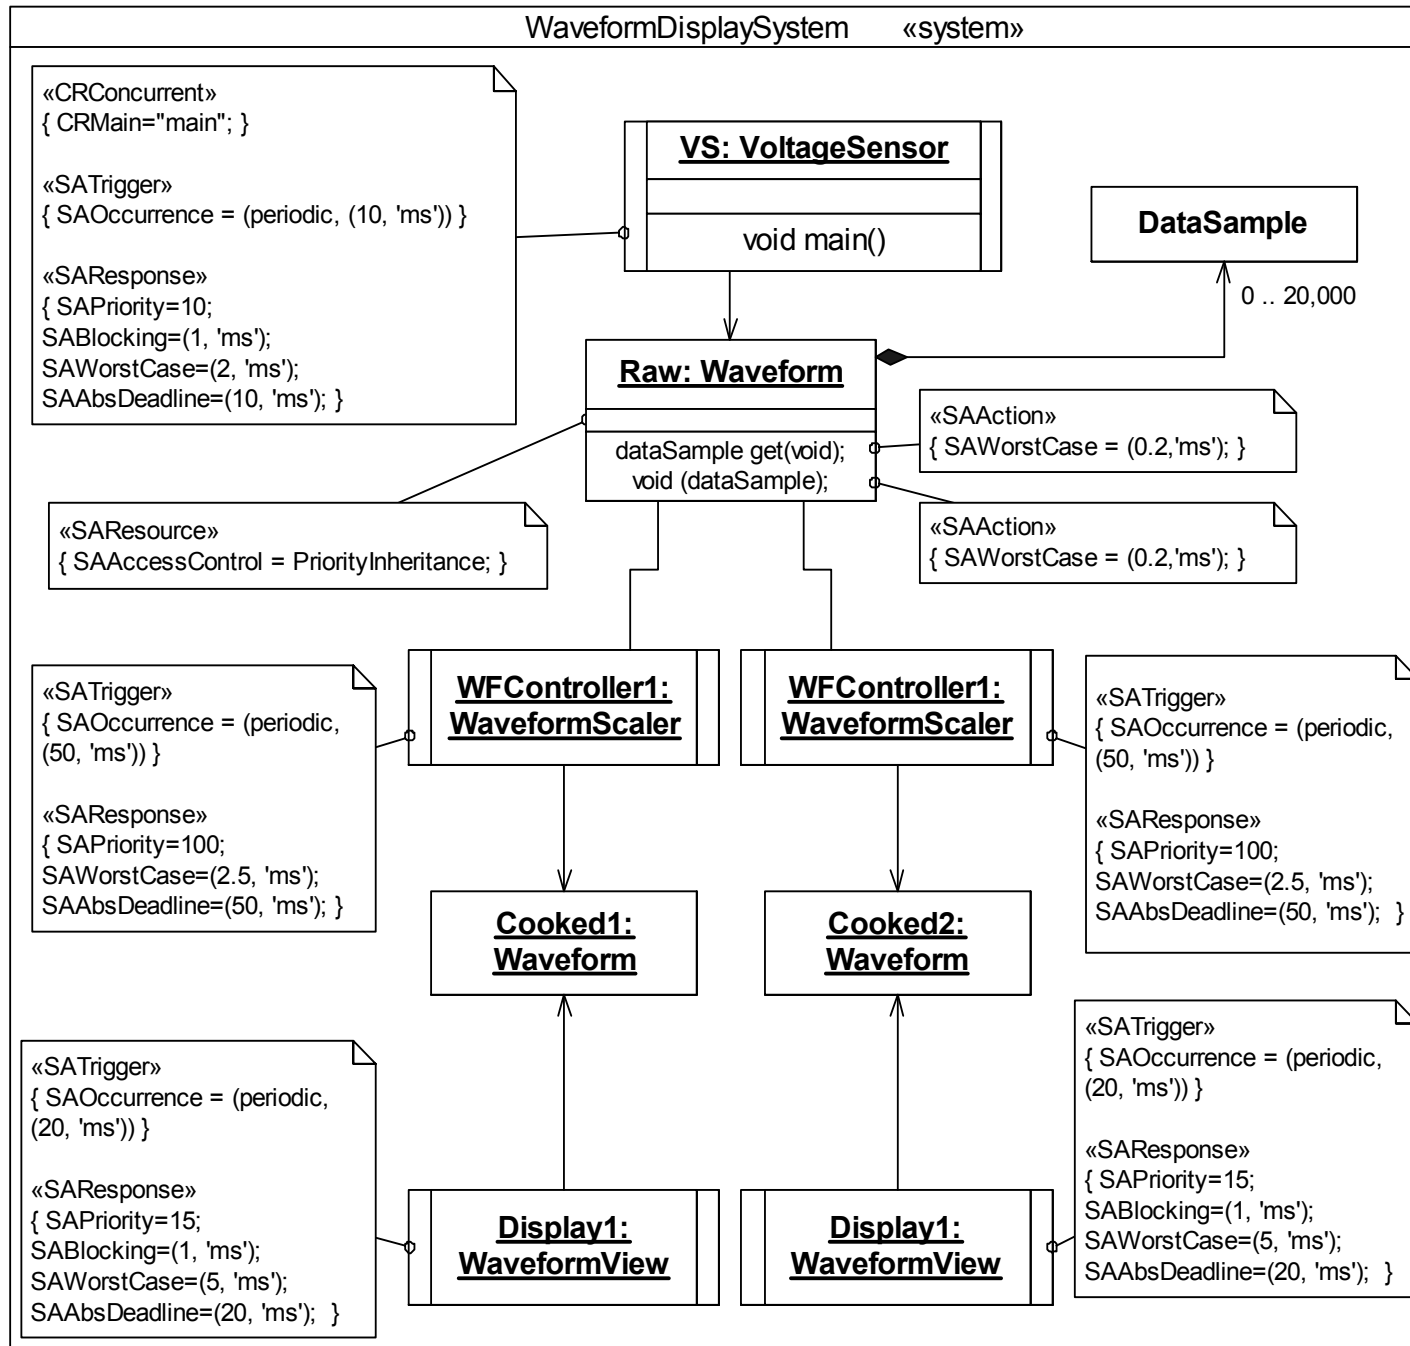 WaveformDisplaySystem «system»
«CRConcurrent»
{ CRMain="main"; }
«SATrigger»
{ SAOccurrence = (periodic, (10, 'ms')) }
«SAResponse»
{ SAPriority=10;
SABlocking=(1, 'ms');
SAWorstCase=(2, 'ms');
SAAbsDeadline=(10, 'ms'); }
VS: VoltageSensor
void main()
DataSample
0 .. 20,000
Raw: Waveform
dataSample get(void);
void (dataSample);
«SAAction»
{ SAWorstCase = (0.2,'ms'); }
«SAResource»
{ SAAccessControl = PriorityInheritance; }
«SAAction»
{ SAWorstCase = (0.2,'ms'); }
«SATrigger»
{ SAOccurrence = (periodic,
(50, 'ms')) }
«SAResponse»
{ SAPriority=100;
SAWorstCase=(2.5, 'ms');
SAAbsDeadline=(50, 'ms'); }
WFController1:
WaveformScaler
WFController1:
WaveformScaler
«SATrigger»
{ SAOccurrence = (periodic,
(50, 'ms')) }
«SAResponse»
{ SAPriority=100;
SAWorstCase=(2.5, 'ms');
SAAbsDeadline=(50, 'ms'); }
Cooked1:
Waveform
Cooked2:
Waveform
«SATrigger»
{ SAOccurrence = (periodic,
(20, 'ms')) }
«SAResponse»
{ SAPriority=15;
SABlocking=(1, 'ms');
SAWorstCase=(5, 'ms');
SAAbsDeadline=(20, 'ms'); }
Display1:
WaveformView
Display1:
WaveformView
«SATrigger»
{ SAOccurrence = (periodic,
(20, 'ms')) }
«SAResponse»
{ SAPriority=15;
SABlocking=(1, 'ms');
SAWorstCase=(5, 'ms');
SAAbsDeadline=(20, 'ms'); }